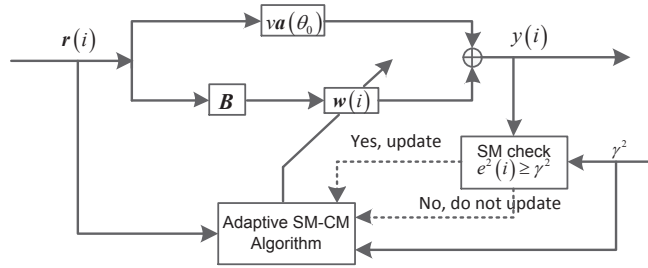 r(i)
va(θ₀)
y(i)
B
w(i)
Yes, update
SM check
e²(i) ≥ γ²
γ²
No, do not update
Adaptive SM-CM
Algorithm